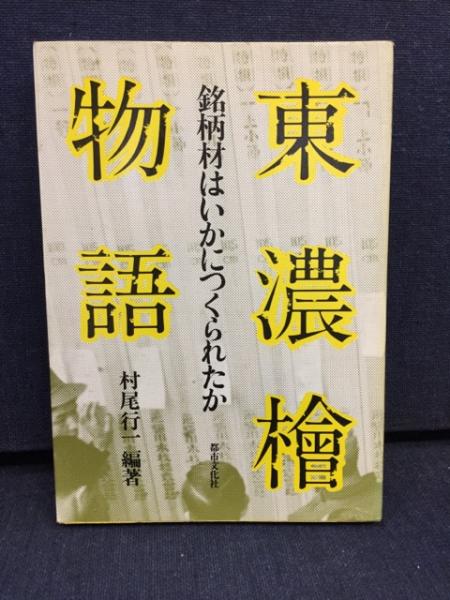 東濃檜
物語
銘柄材はいかにつくられたか
村尾行一編著
都市文化社